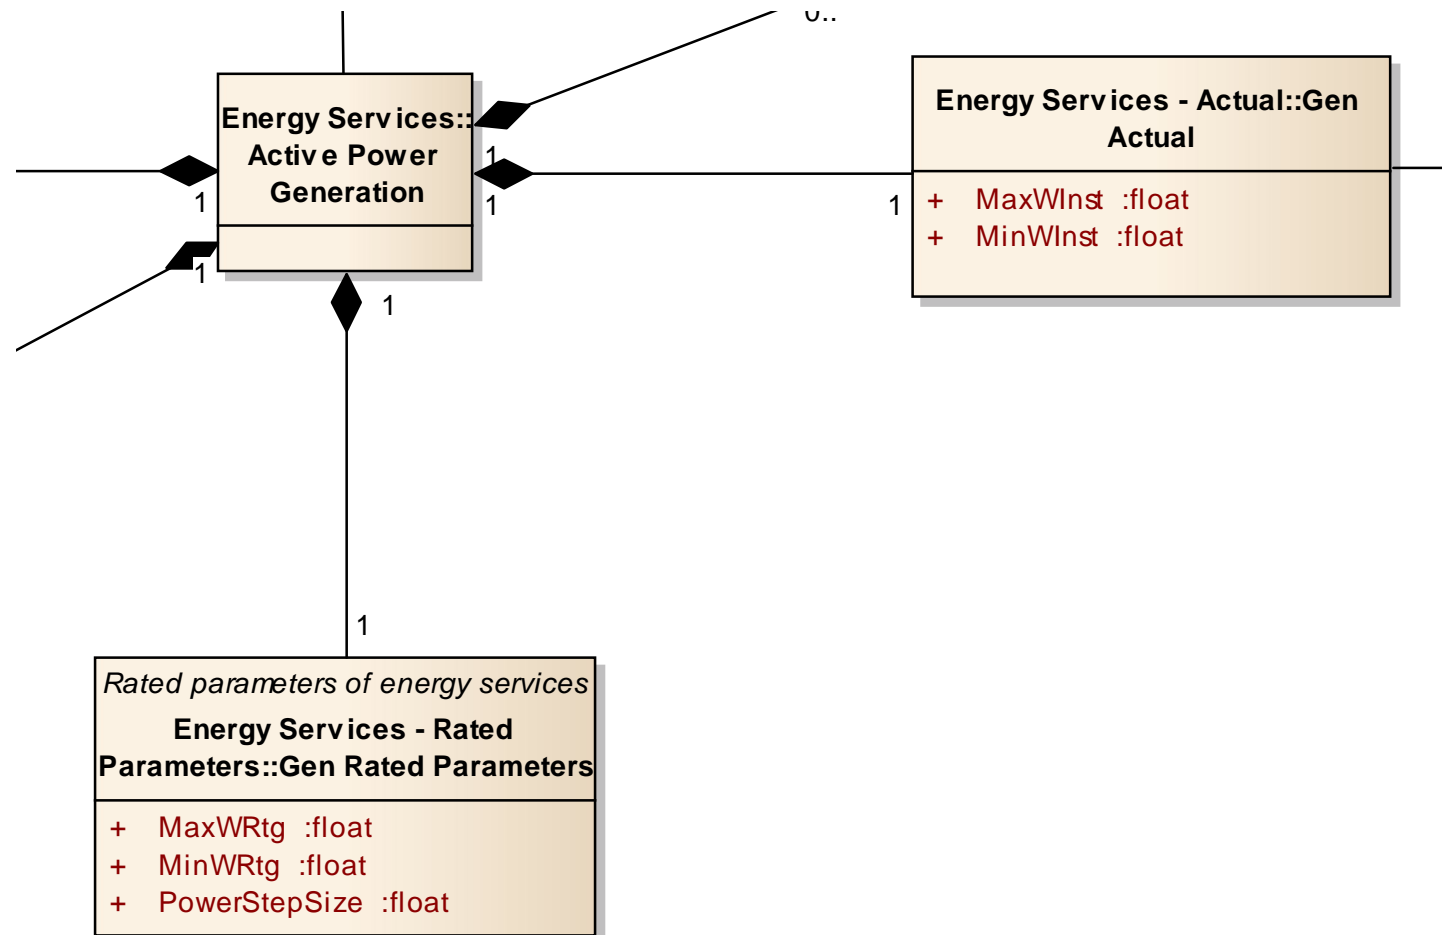 Energy Services::
Active Power
Generation
1
1
1
1
1
1
Energy Services - Actual::Gen
Actual
+ MaxWInst :float
+ MinWInst :float
1
Rated parameters of energy services
Energy Services - Rated
Parameters::Gen Rated Parameters
+ MaxWRtg :float
+ MinWRtg :float
+ PowerStepSize :float